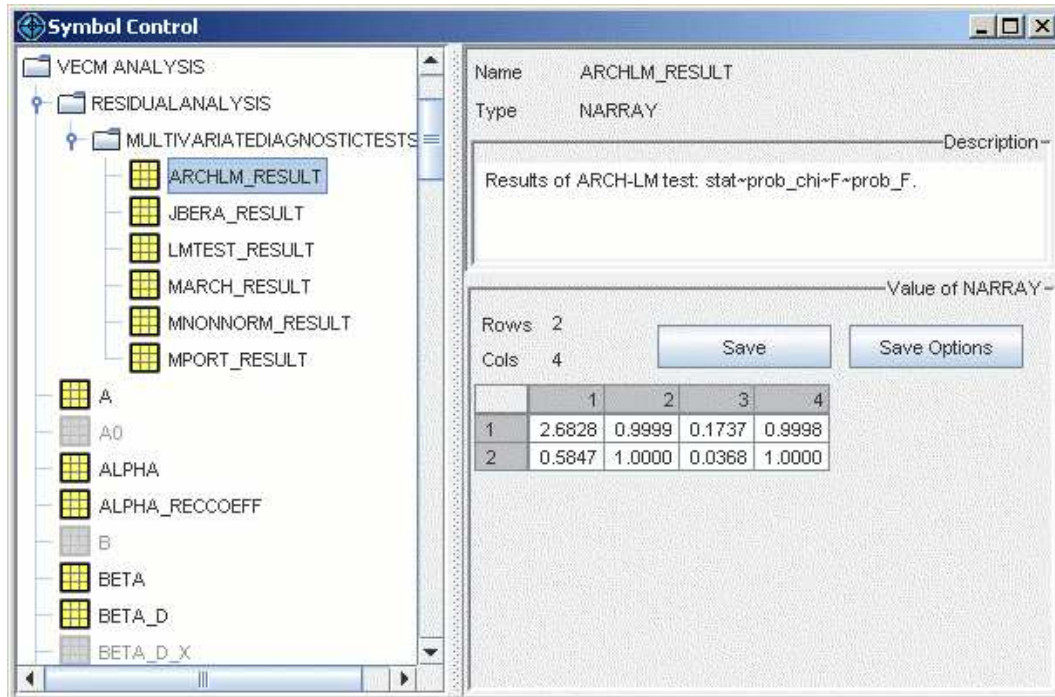 Symbol Control
VECM ANALYSIS
RESIDUALANALYSIS
MULTIVARIATEDIAGNOSTICTESTS
ARCHLM_RESULT
JBERA_RESULT
LMTEST_RESULT
MARCH_RESULT
MNONNORM_RESULT
MPORT_RESULT
A
A0
ALPHA
ALPHA_RECCOEFF
B
BETA
BETA_D
BETA_D_X
Name ARCHLM_RESULT
Type NARRAY
Description
Results of ARCH-LM test: stat~prob_chi~F~prob_F.
Value of NARRAY
Rows 2
Cols 4
Save
Save Options
1 2 3 4
1 2.6828 0.9999 0.1737 0.9998
2 0.5847 1.0000 0.0368 1.0000